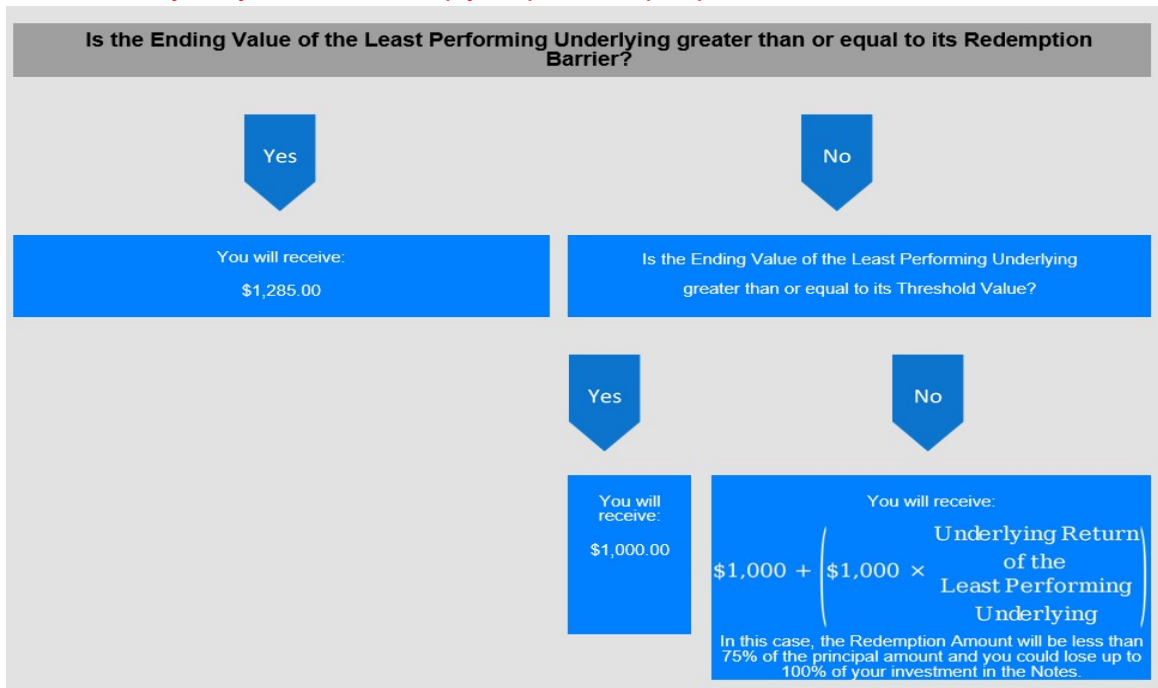 Is the Ending Value of the Least Performing Underlying greater than or equal to its Redemption
Barrier?
Yes
No
You will receive:
$1,285.00
Is the Ending Value of the Least Performing Underlying
greater than or equal to its Threshold Value?
Yes
No
You will
receive:
$1,000.00
You will receive:
$1,000 + ($1,000 × Underlying Return
of the
Least Performing
Underlying)
In this case, the Redemption Amount will be less than
75% of the principal amount and you could lose up to
100% of your investment in the Notes.